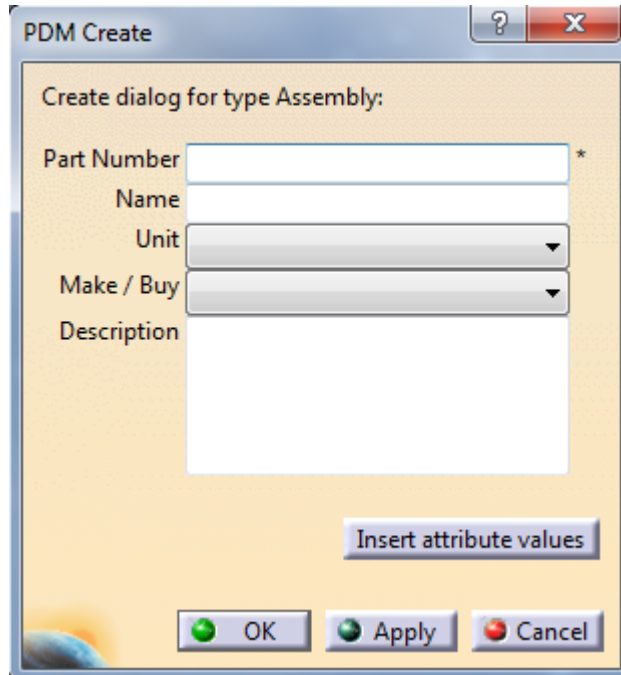 PDM Create
?
X
Create dialog for type Assembly:
Part Number *
Name
Unit
Make / Buy
Description
Insert attribute values
OK Apply Cancel